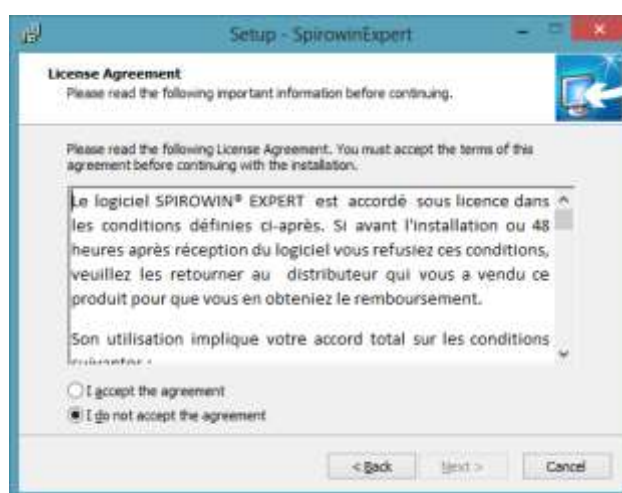 Setup - SpirowinExpert
License Agreement
Please read the following important information before continuing.
Please read the following License Agreement. You must accept the terms of this
agreement before continuing with the installation.
Le logiciel SPIROWIN® EXPERT est accordé sous licence dans
les conditions définies ci-après. Si avant l'installation ou 48
heures après réception du logiciel vous refusiez ces conditions,
veuillez les retourner au distributeur qui vous a vendu ce
produit pour que vous en obteniez le remboursement.
Son utilisation implique votre accord total sur les conditions
I accept the agreement
I do not accept the agreement
< Back Next > Cancel